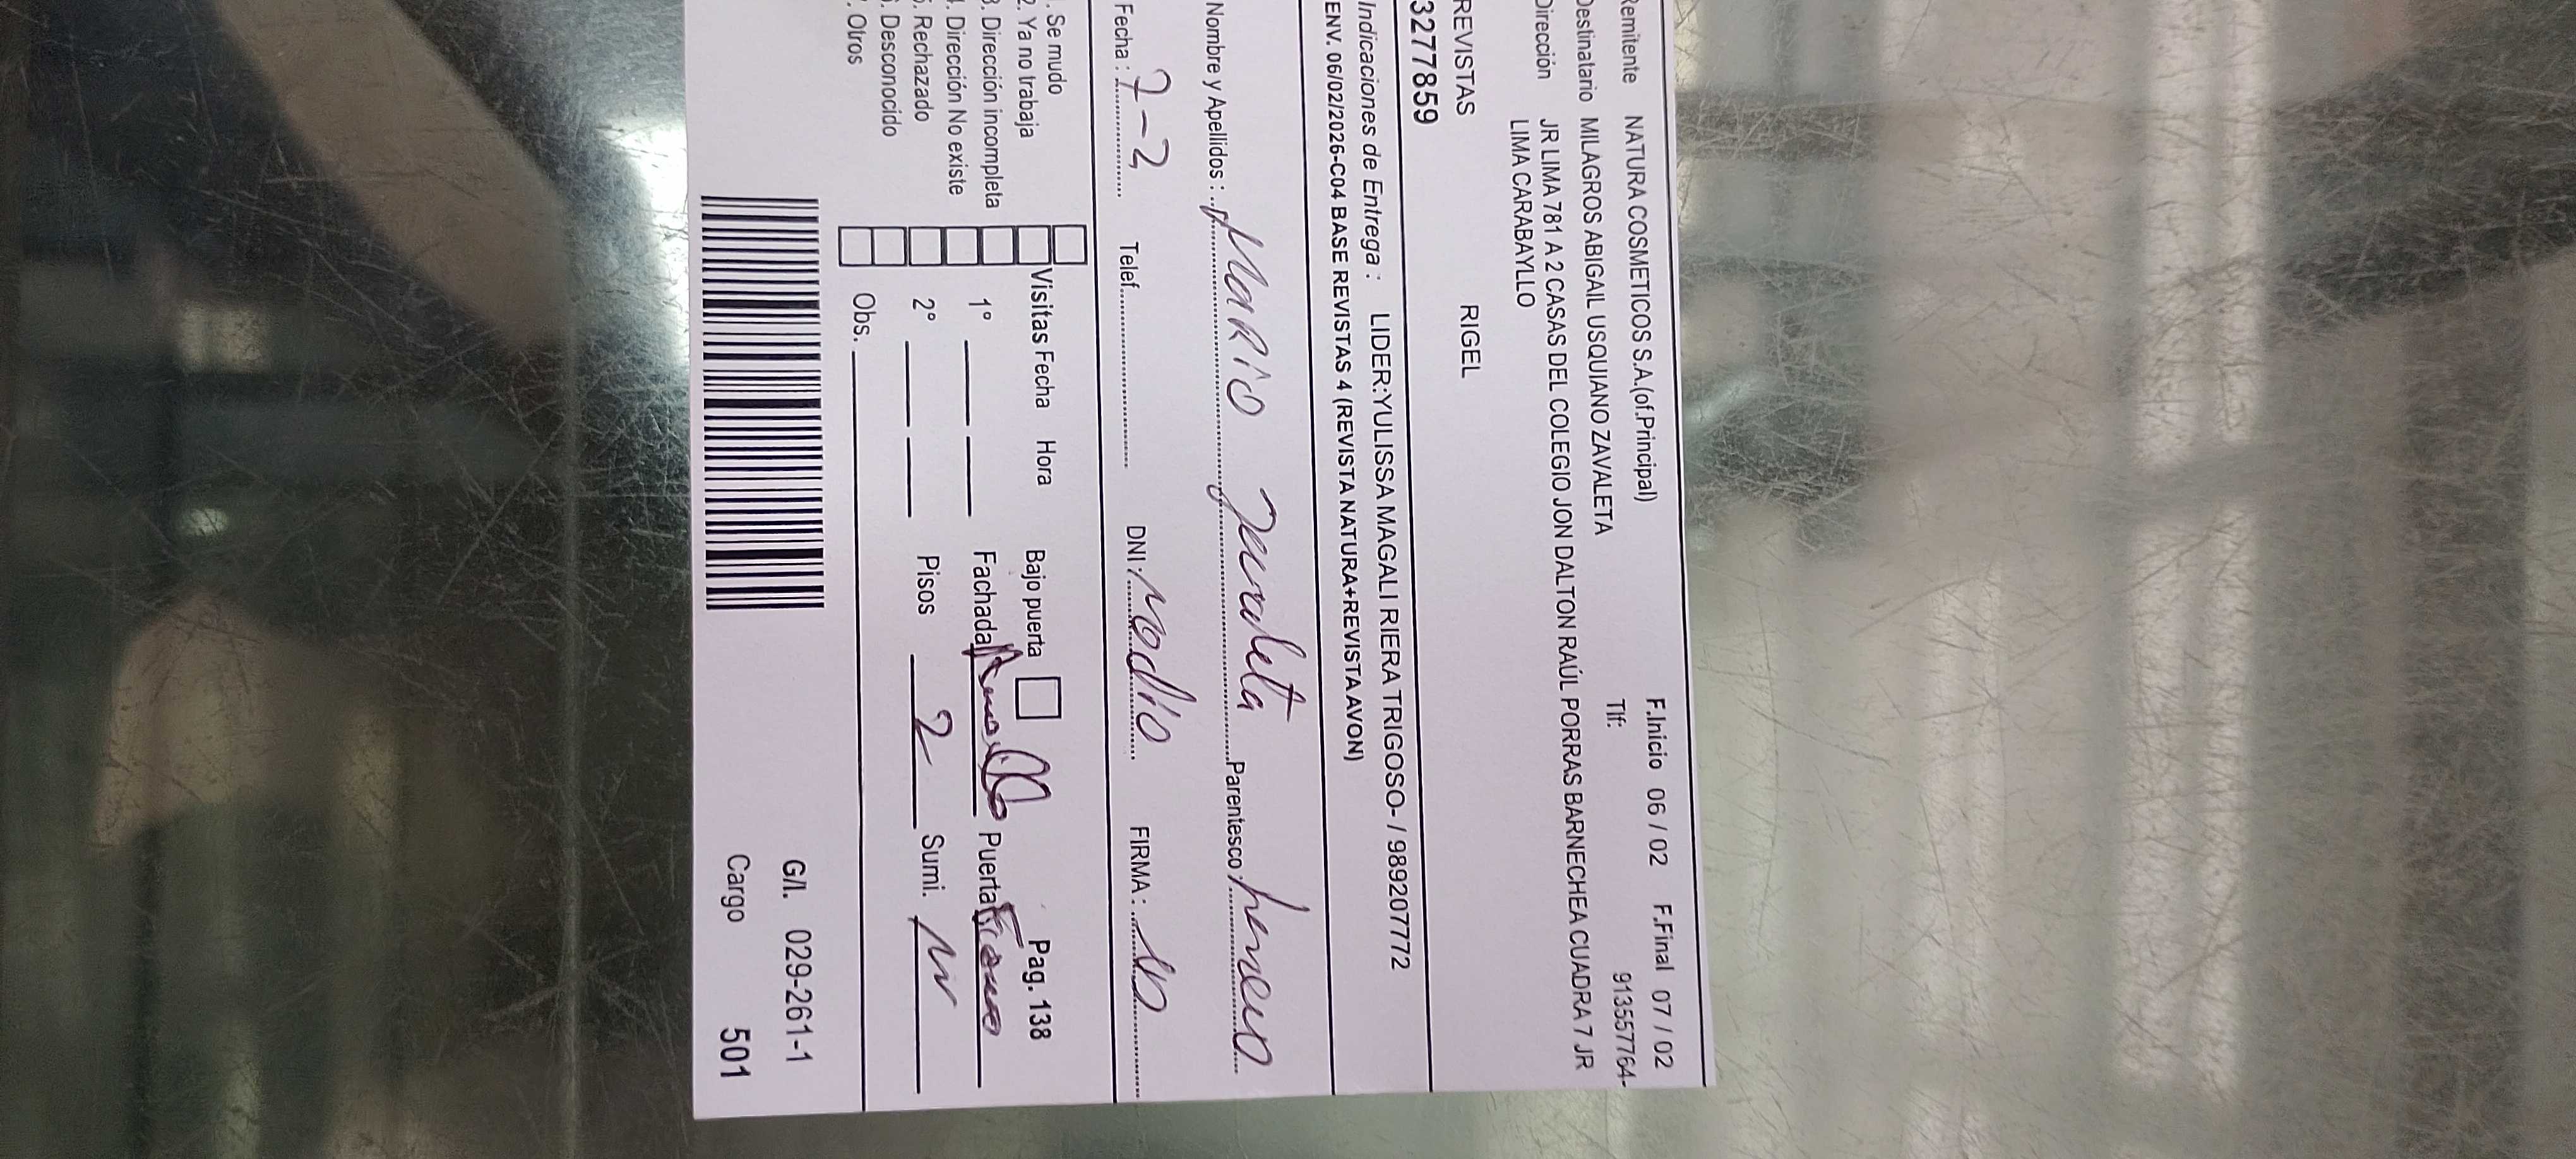 Remitente NATURA COSMETICOS S.A.(of.Principal) F.Inicio 06 / 02 F.Final 07 / 02
Destinatario MILAGROS ABIGAIL USQUIANO ZAVALETA Tlf: 913557764-
Dirección JR LIMA 781 A 2 CASAS DEL COLEGIO JON DALTON RAÚL PORRAS BARNECHEA CUADRA 7 JR
LIMA CARABAYLLO
REVISTAS RIGEL
3277859
Indicaciones de Entrega : LIDER:YULISSA MAGALI RIERA TRIGOSO- / 989207772
ENV. 06/02/2026-C04 BASE REVISTAS 4 (REVISTA NATURA+REVISTA AVON)
Nombre y Apellidos : Mario Parentesco:
Fecha : 7-2 Telef. DNI: No dio FIRMA :
. Se mudo
2. Ya no trabaja Visitas Fecha Hora Bajo puerta Pag. 138
3. Dirección incompleta 1° Fachada Puerta
4. Dirección No existe
5. Rechazado 2° Pisos 2 Sumi.
6. Desconocido
. Otros Obs.
G/I. 029-261-1
Cargo 501